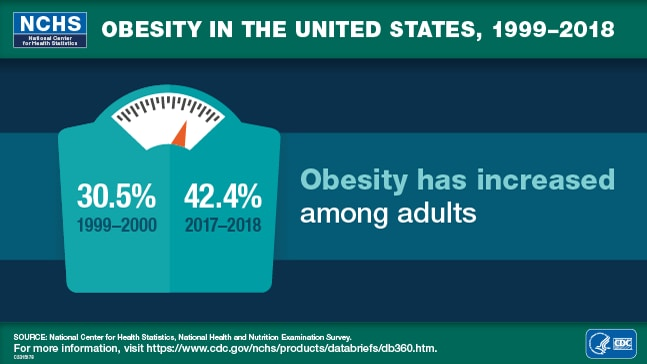 NCHS
National Center
for Health Statistics
OBESITY IN THE UNITED STATES, 1999–2018
30.5%
1999–2000
42.4%
2017–2018
Obesity has increased
among adults
SOURCE: National Center for Health Statistics, National Health and Nutrition Examination Survey.
For more information, visit https://www.cdc.gov/nchs/products/databriefs/db360.htm.
CDC